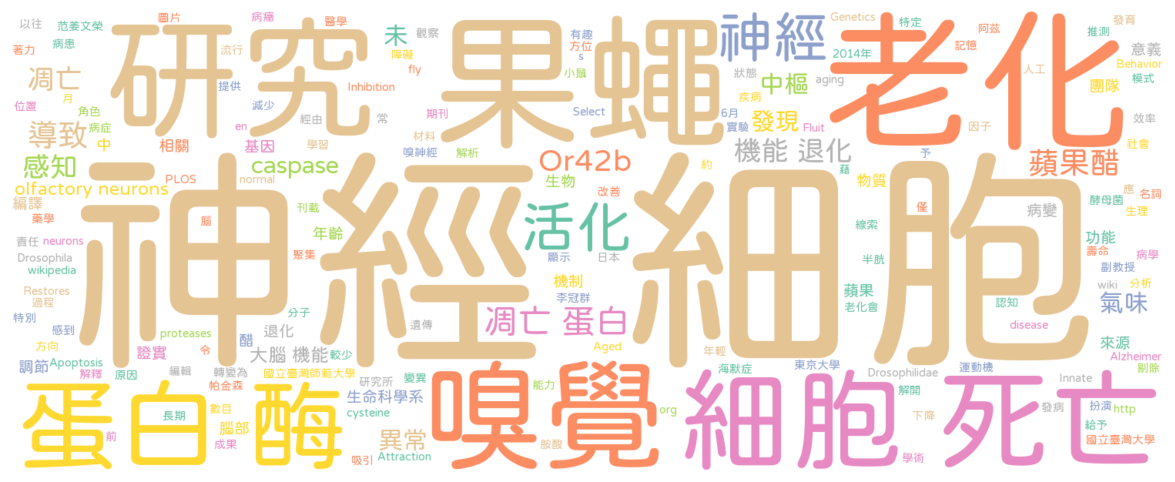 以往
范姜文榮
圖片
病癥
醫學
著力
病患
研究
流行
提供
未
觀察
障礙
fly
有趣
方位
s
小鼠
果蠅
神經
狀態
aging
Genetics
特定
2014年
阿茲
記憶
老化
人工
發育
推測
意義
Behavior
模式
團隊
凋亡
月
角色
位置
導致
病症
中
減少
經由
常
Inhibition
期刊
材料
Select
疾病
中樞
6月
實驗
發現
Fluit
因子
效率
社會
感知
相關
en
基因
學習
嗅神經
解析
機能 退化
予
蘋果醋
olfactory neurons
PLOS
caspase
normal
Or42b
生物
改善
約
物質
藉
僅
酵母菌
應
名詞
生理
編譯
藥學
腦
刊載
年齡
活化
線索
病變
功能
壽命
責任
neurons
Drosophila
wikipedia
聚集
顯示
日本
半胱
副教授
病學
神經細胞
Restores
過程
機制
李冠群
蘋果
老化會
wiki
分析
氣味
特別
感到
proteases
分子
遺傳
凋亡 蛋白
認知
disease
方向
證實
令
醋
退化
大腦 機能
較少
Aged
年輕
來源
調節
Apoptosis
解釋
原因
編輯
轉變為
國立臺灣師範大學
海默症
東京大學
運動機
Alzheimer
剔除
帕金森
研究所
變異
Drosophilidae
解開
Innate
蛋白酶
長期
數目
生命科學系
cysteine
嗅覺
能力
org
細胞 死亡
下降
發病
扮演
http
給予
前
腦部
成果
異常
吸引
Attraction
胺酸
學術
國立臺灣大學